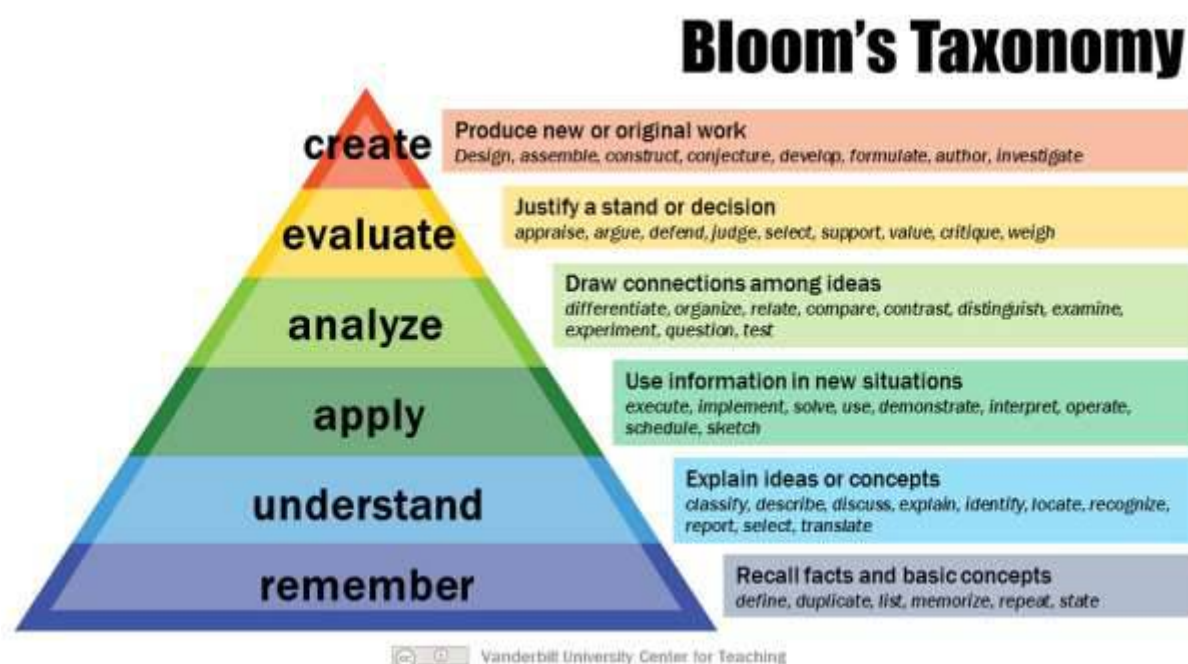 Bloom's Taxonomy
create
Produce new or original work
Design, assemble, construct, conjecture, develop, formulate, author, investigate
evaluate
Justify a stand or decision
appraise, argue, defend, judge, select, support, value, critique, weigh
analyze
Draw connections among ideas
differentiate, organize, relate, compare, contrast, distinguish, examine,
experiment, question, test
apply
Use information in new situations
execute, implement, solve, use, demonstrate, interpret, operate,
schedule, sketch
understand
Explain ideas or concepts
classify, describe, discuss, explain, identify, locate, recognize,
report, select, translate
remember
Recall facts and basic concepts
define, duplicate, list, memorize, repeat, state
cc
Vanderbilt University Center for Teaching